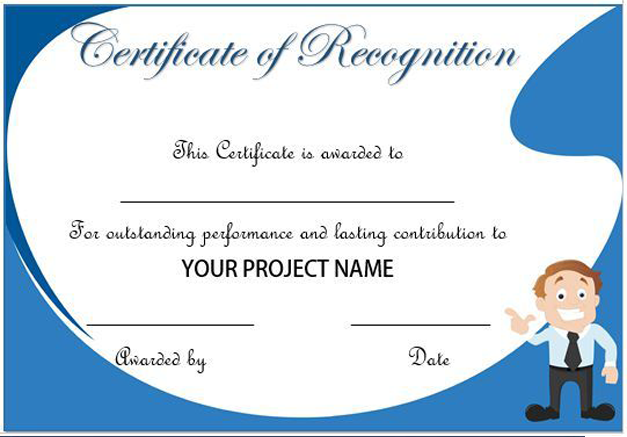 Certificate of Recognition
This Certificate is awarded to
For outstanding performance and lasting contribution to
YOUR PROJECT NAME
Awarded by Date